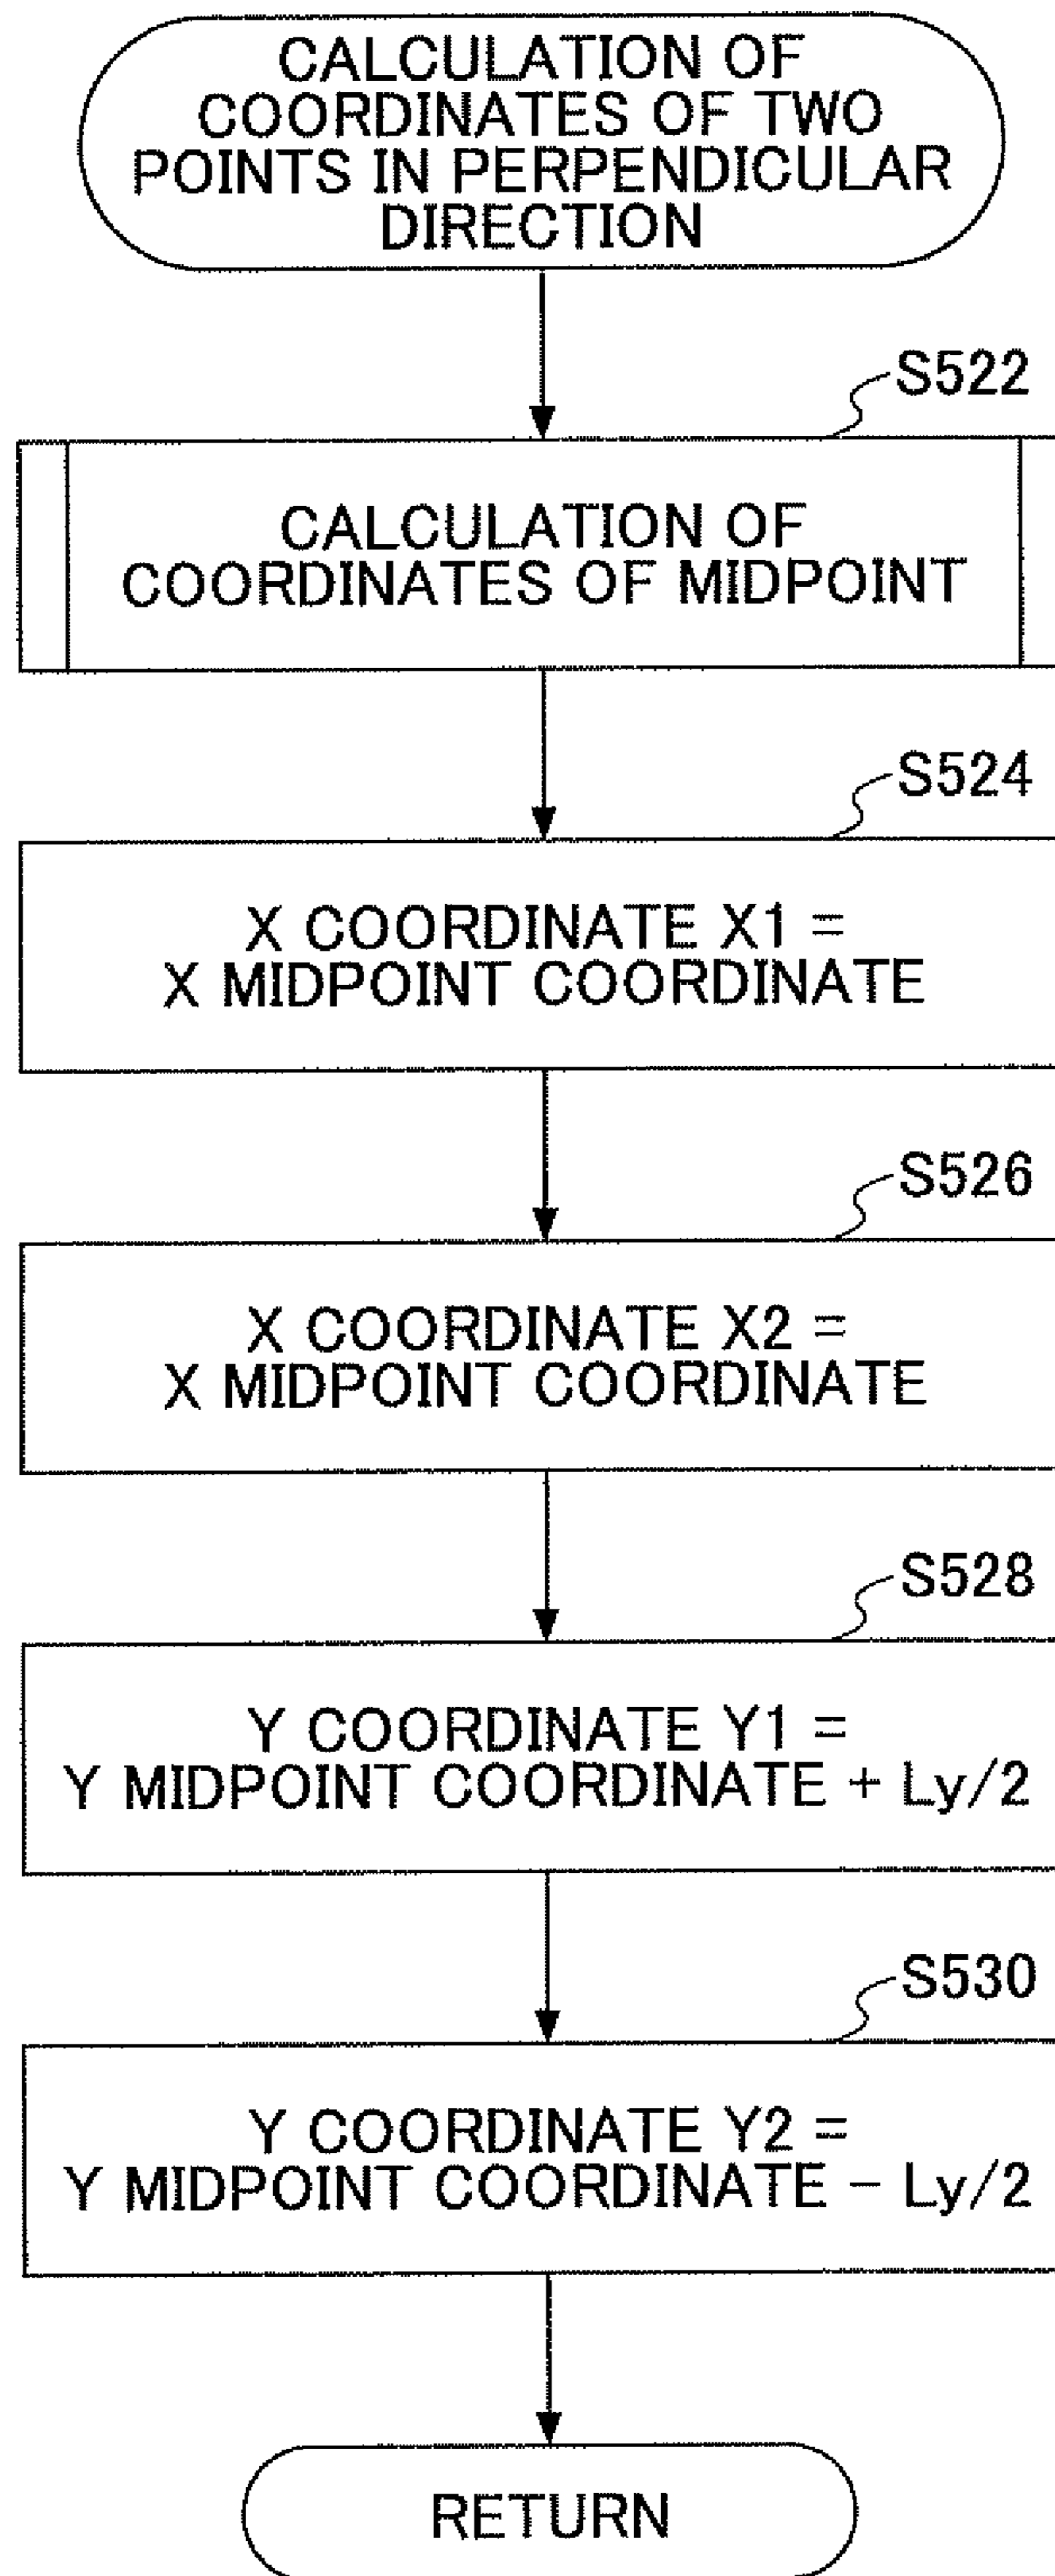 CALCULATION OF
COORDINATES OF TWO
POINTS IN PERPENDICULAR
DIRECTION
S522
CALCULATION OF
COORDINATES OF MIDPOINT
S524
X COORDINATE X1 =
X MIDPOINT COORDINATE
S526
X COORDINATE X2 =
X MIDPOINT COORDINATE
S528
Y COORDINATE Y1 =
Y MIDPOINT COORDINATE + Ly/2
S530
Y COORDINATE Y2 =
Y MIDPOINT COORDINATE − Ly/2
RETURN